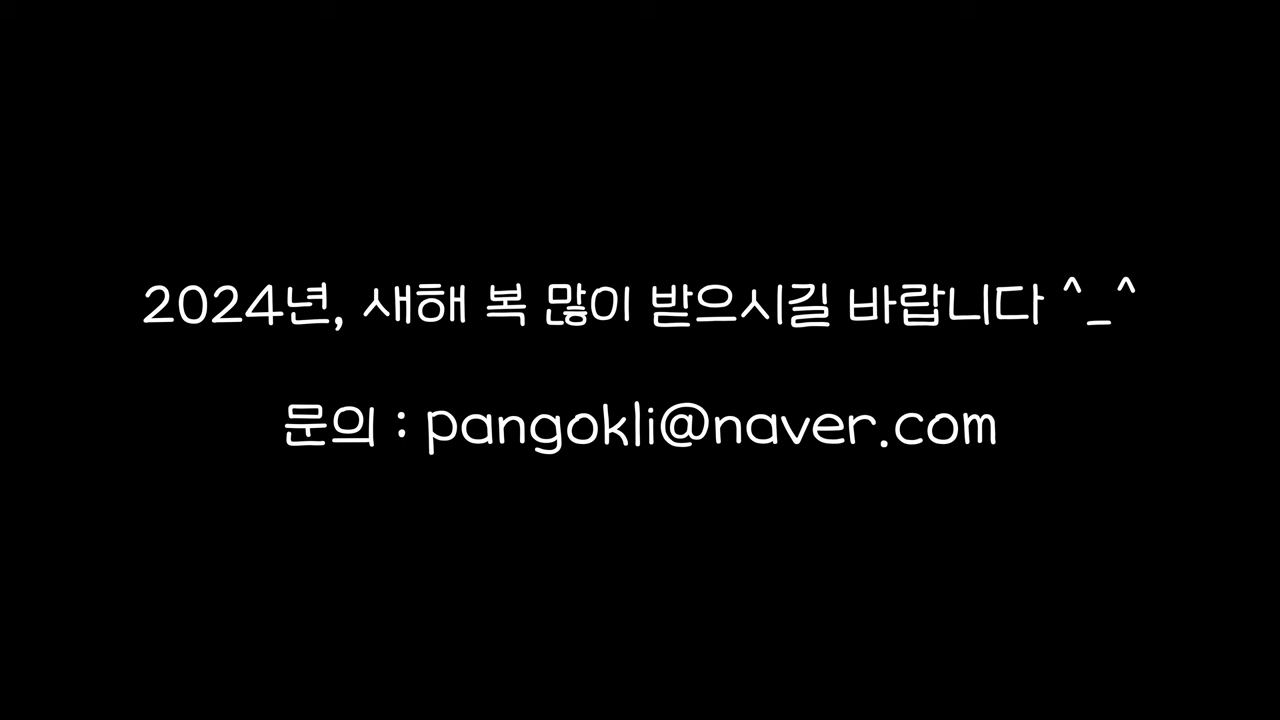 2024년, 새해 복 많이 받으시길 바랍니다 ^_^
문의 : pangokli@naver.com